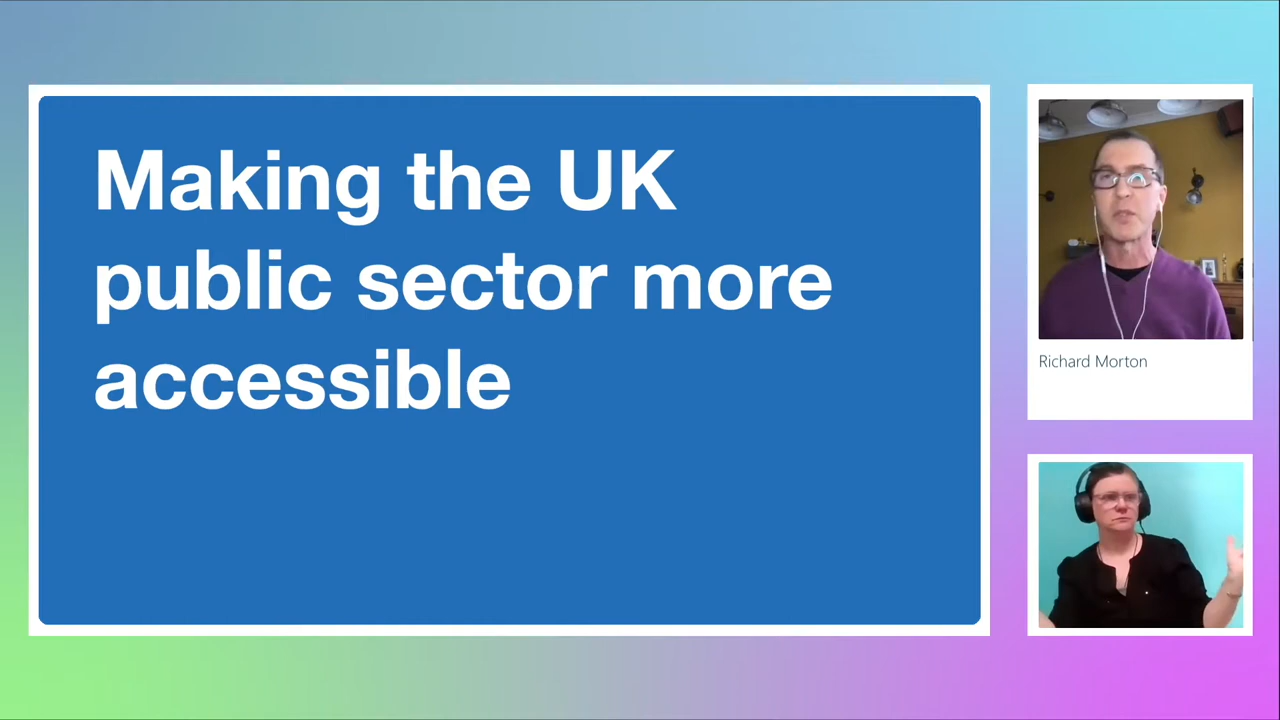 Making the UK
public sector more
accessible
Richard Morton